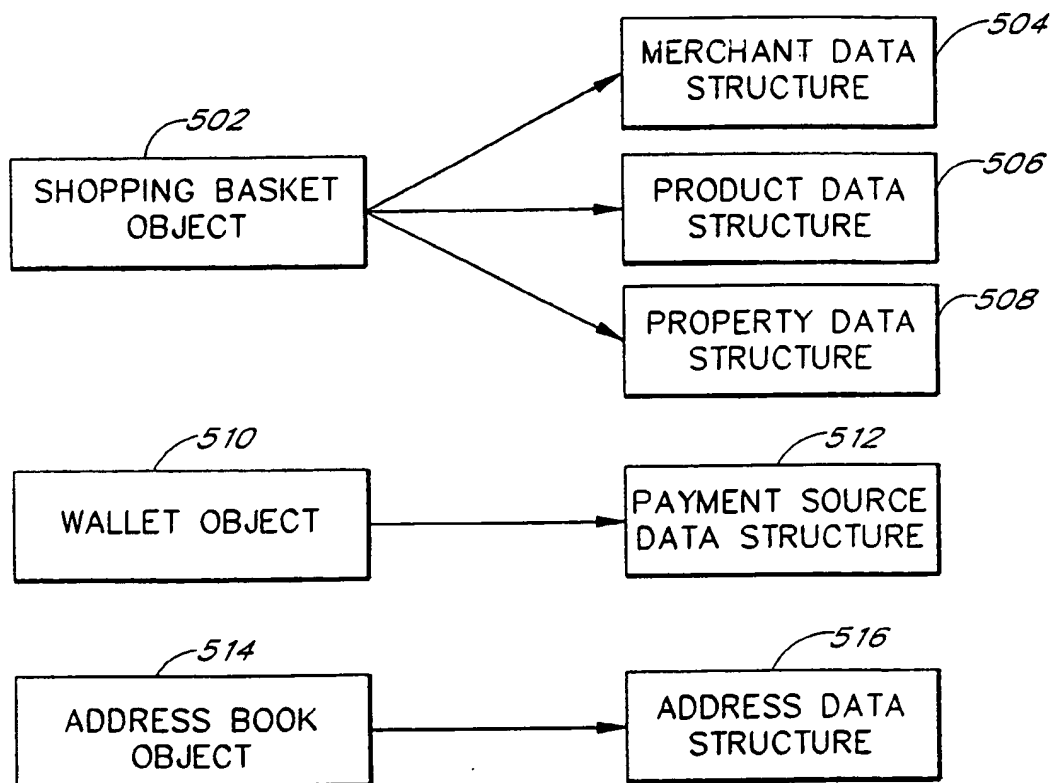 504
MERCHANT DATA
STRUCTURE
502
SHOPPING BASKET
OBJECT
506
PRODUCT DATA
STRUCTURE
508
PROPERTY DATA
STRUCTURE
510
WALLET OBJECT
512
PAYMENT SOURCE
DATA STRUCTURE
514
ADDRESS BOOK
OBJECT
516
ADDRESS DATA
STRUCTURE